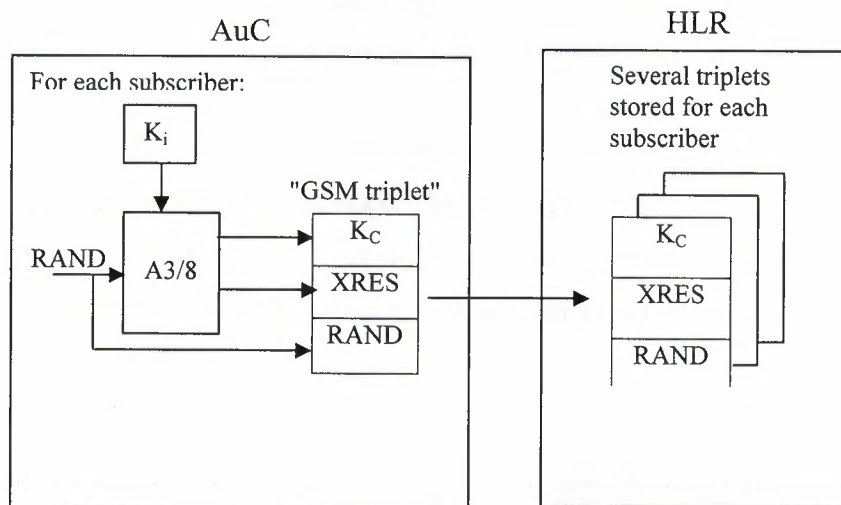 AuC
For each subscriber:
Ki
RAND
A3/8
"GSM triplet"
KC
XRES
RAND
HLR
Several triplets
stored for each
subscriber
KC
XRES
RAND